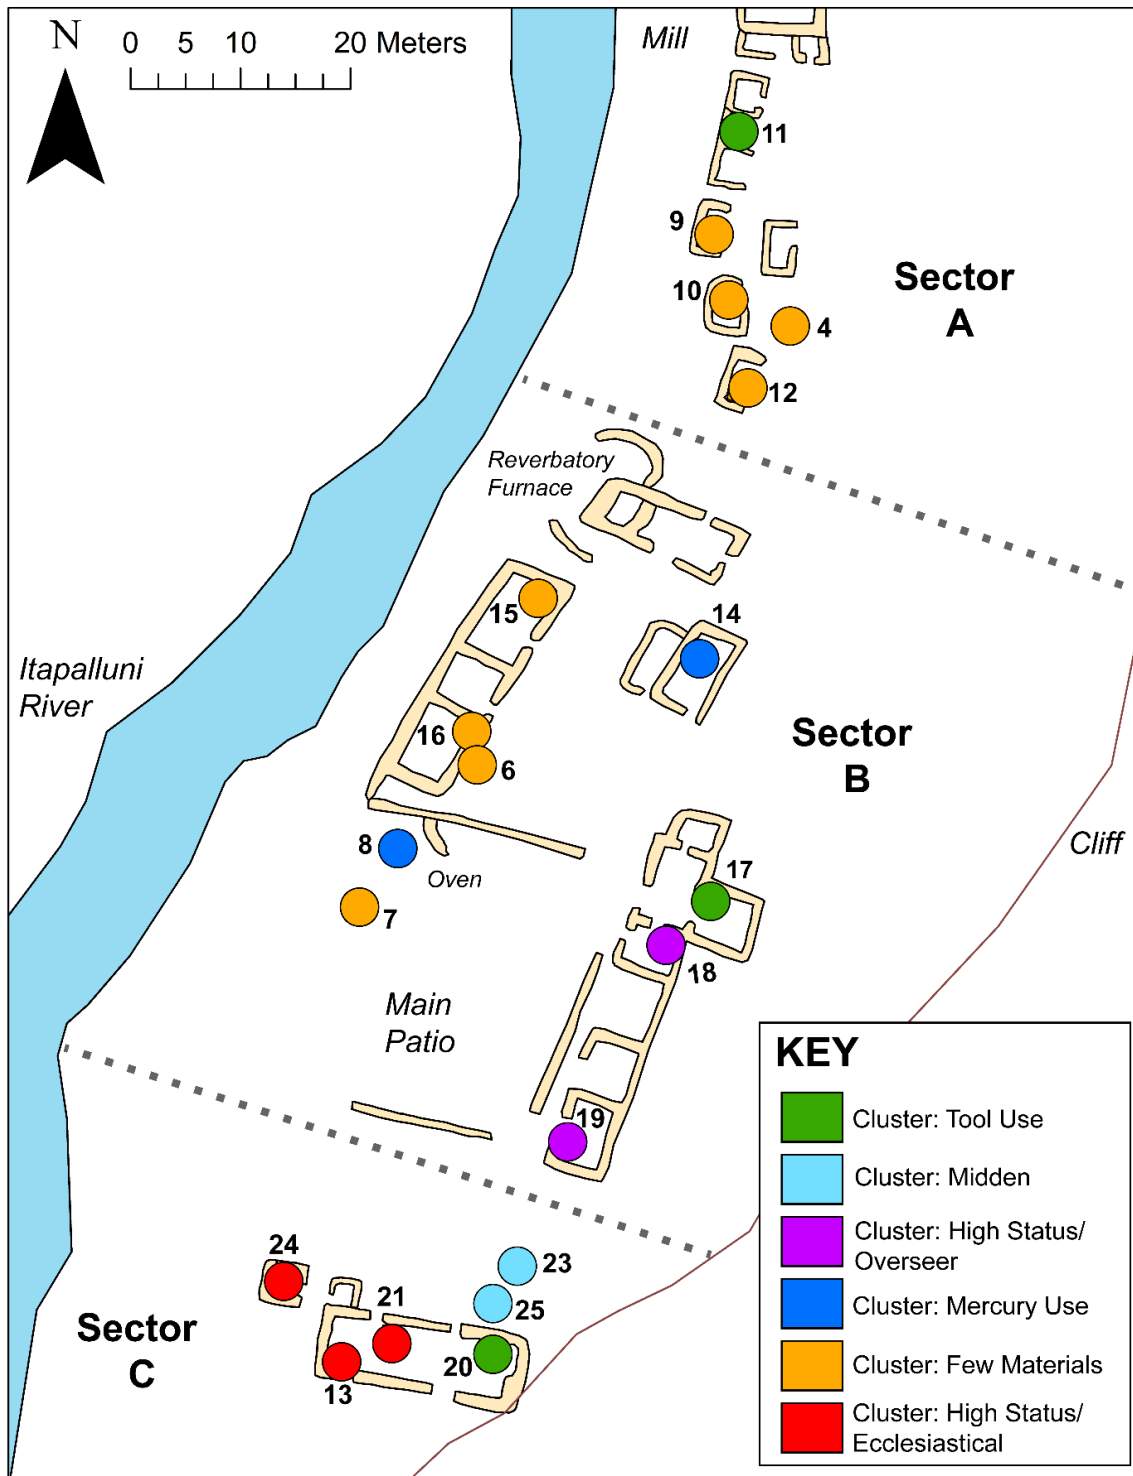 N
0 5 10 20 Meters
Mill
11
9
10
4
12
Sector
A
Reverbatory
Furnace
15
14
Itapalluni
River
16
6
Sector
B
8
Oven
7
17
Cliff
18
Main
Patio
19
24
23
21
25
Sector
C
20
13
KEY
Cluster: Tool Use
Cluster: Midden
Cluster: High Status/
Overseer
Cluster: Mercury Use
Cluster: Few Materials
Cluster: High Status/
Ecclesiastical